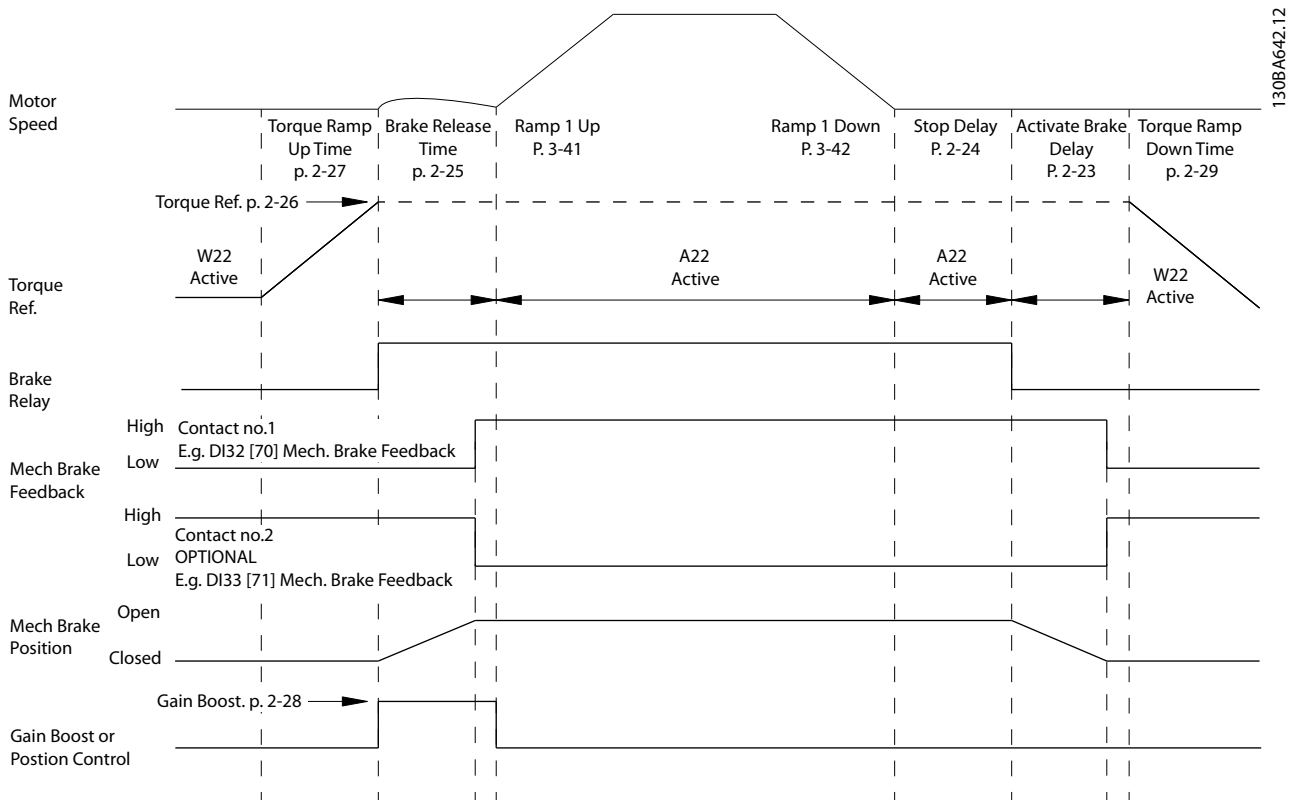 130BA642.12
Motor
Speed
Torque Ramp
Up Time
p. 2-27
Brake Release
Time
p. 2-25
Ramp 1 Up
P. 3-41
Ramp 1 Down
P. 3-42
Stop Delay
P. 2-24
Activate Brake
Delay
P. 2-23
Torque Ramp
Down Time
p. 2-29
Torque Ref. p. 2-26
W22
Active
A22
Active
A22
Active
W22
Active
Torque
Ref.
Brake
Relay
High
Contact no.1
E.g. DI32 [70] Mech. Brake Feedback
Low
Mech Brake
Feedback
High
Contact no.2
Low
OPTIONAL
E.g. DI33 [71] Mech. Brake Feedback
Open
Mech Brake
Position
Closed
Gain Boost. p. 2-28
Gain Boost or
Postion Control